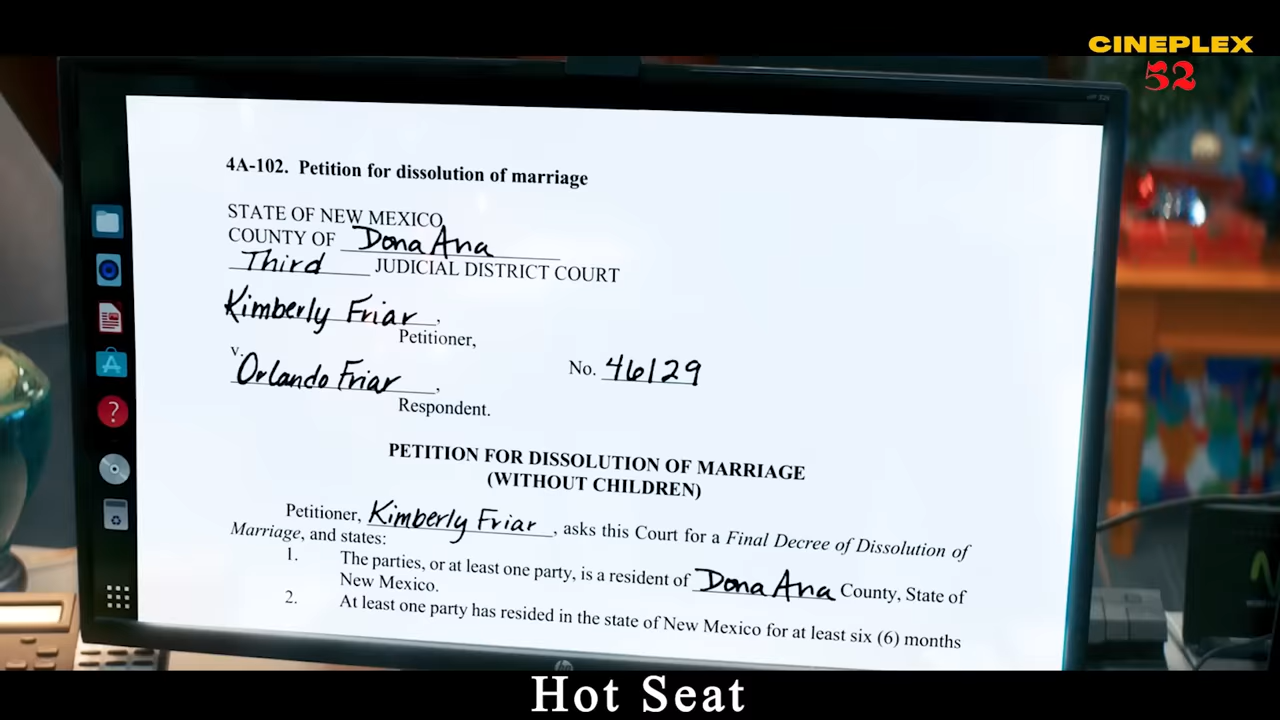 CINEPLEX
52
4A-102. Petition for dissolution of marriage
STATE OF NEW MEXICO
COUNTY OF Dona Ana
Third JUDICIAL DISTRICT COURT
Kimberly Friar,
Petitioner,
v.
Orlando Friar,
No. 46129
Respondent.
PETITION FOR DISSOLUTION OF MARRIAGE
(WITHOUT CHILDREN)
Petitioner, Kimberly Friar, asks this Court for a Final Decree of Dissolution of
Marriage, and states:
1. The parties, or at least one party, is a resident of Dona Ana County, State of
New Mexico.
2. At least one party has resided in the state of New Mexico for at least six (6) months
hp
Hot Seat